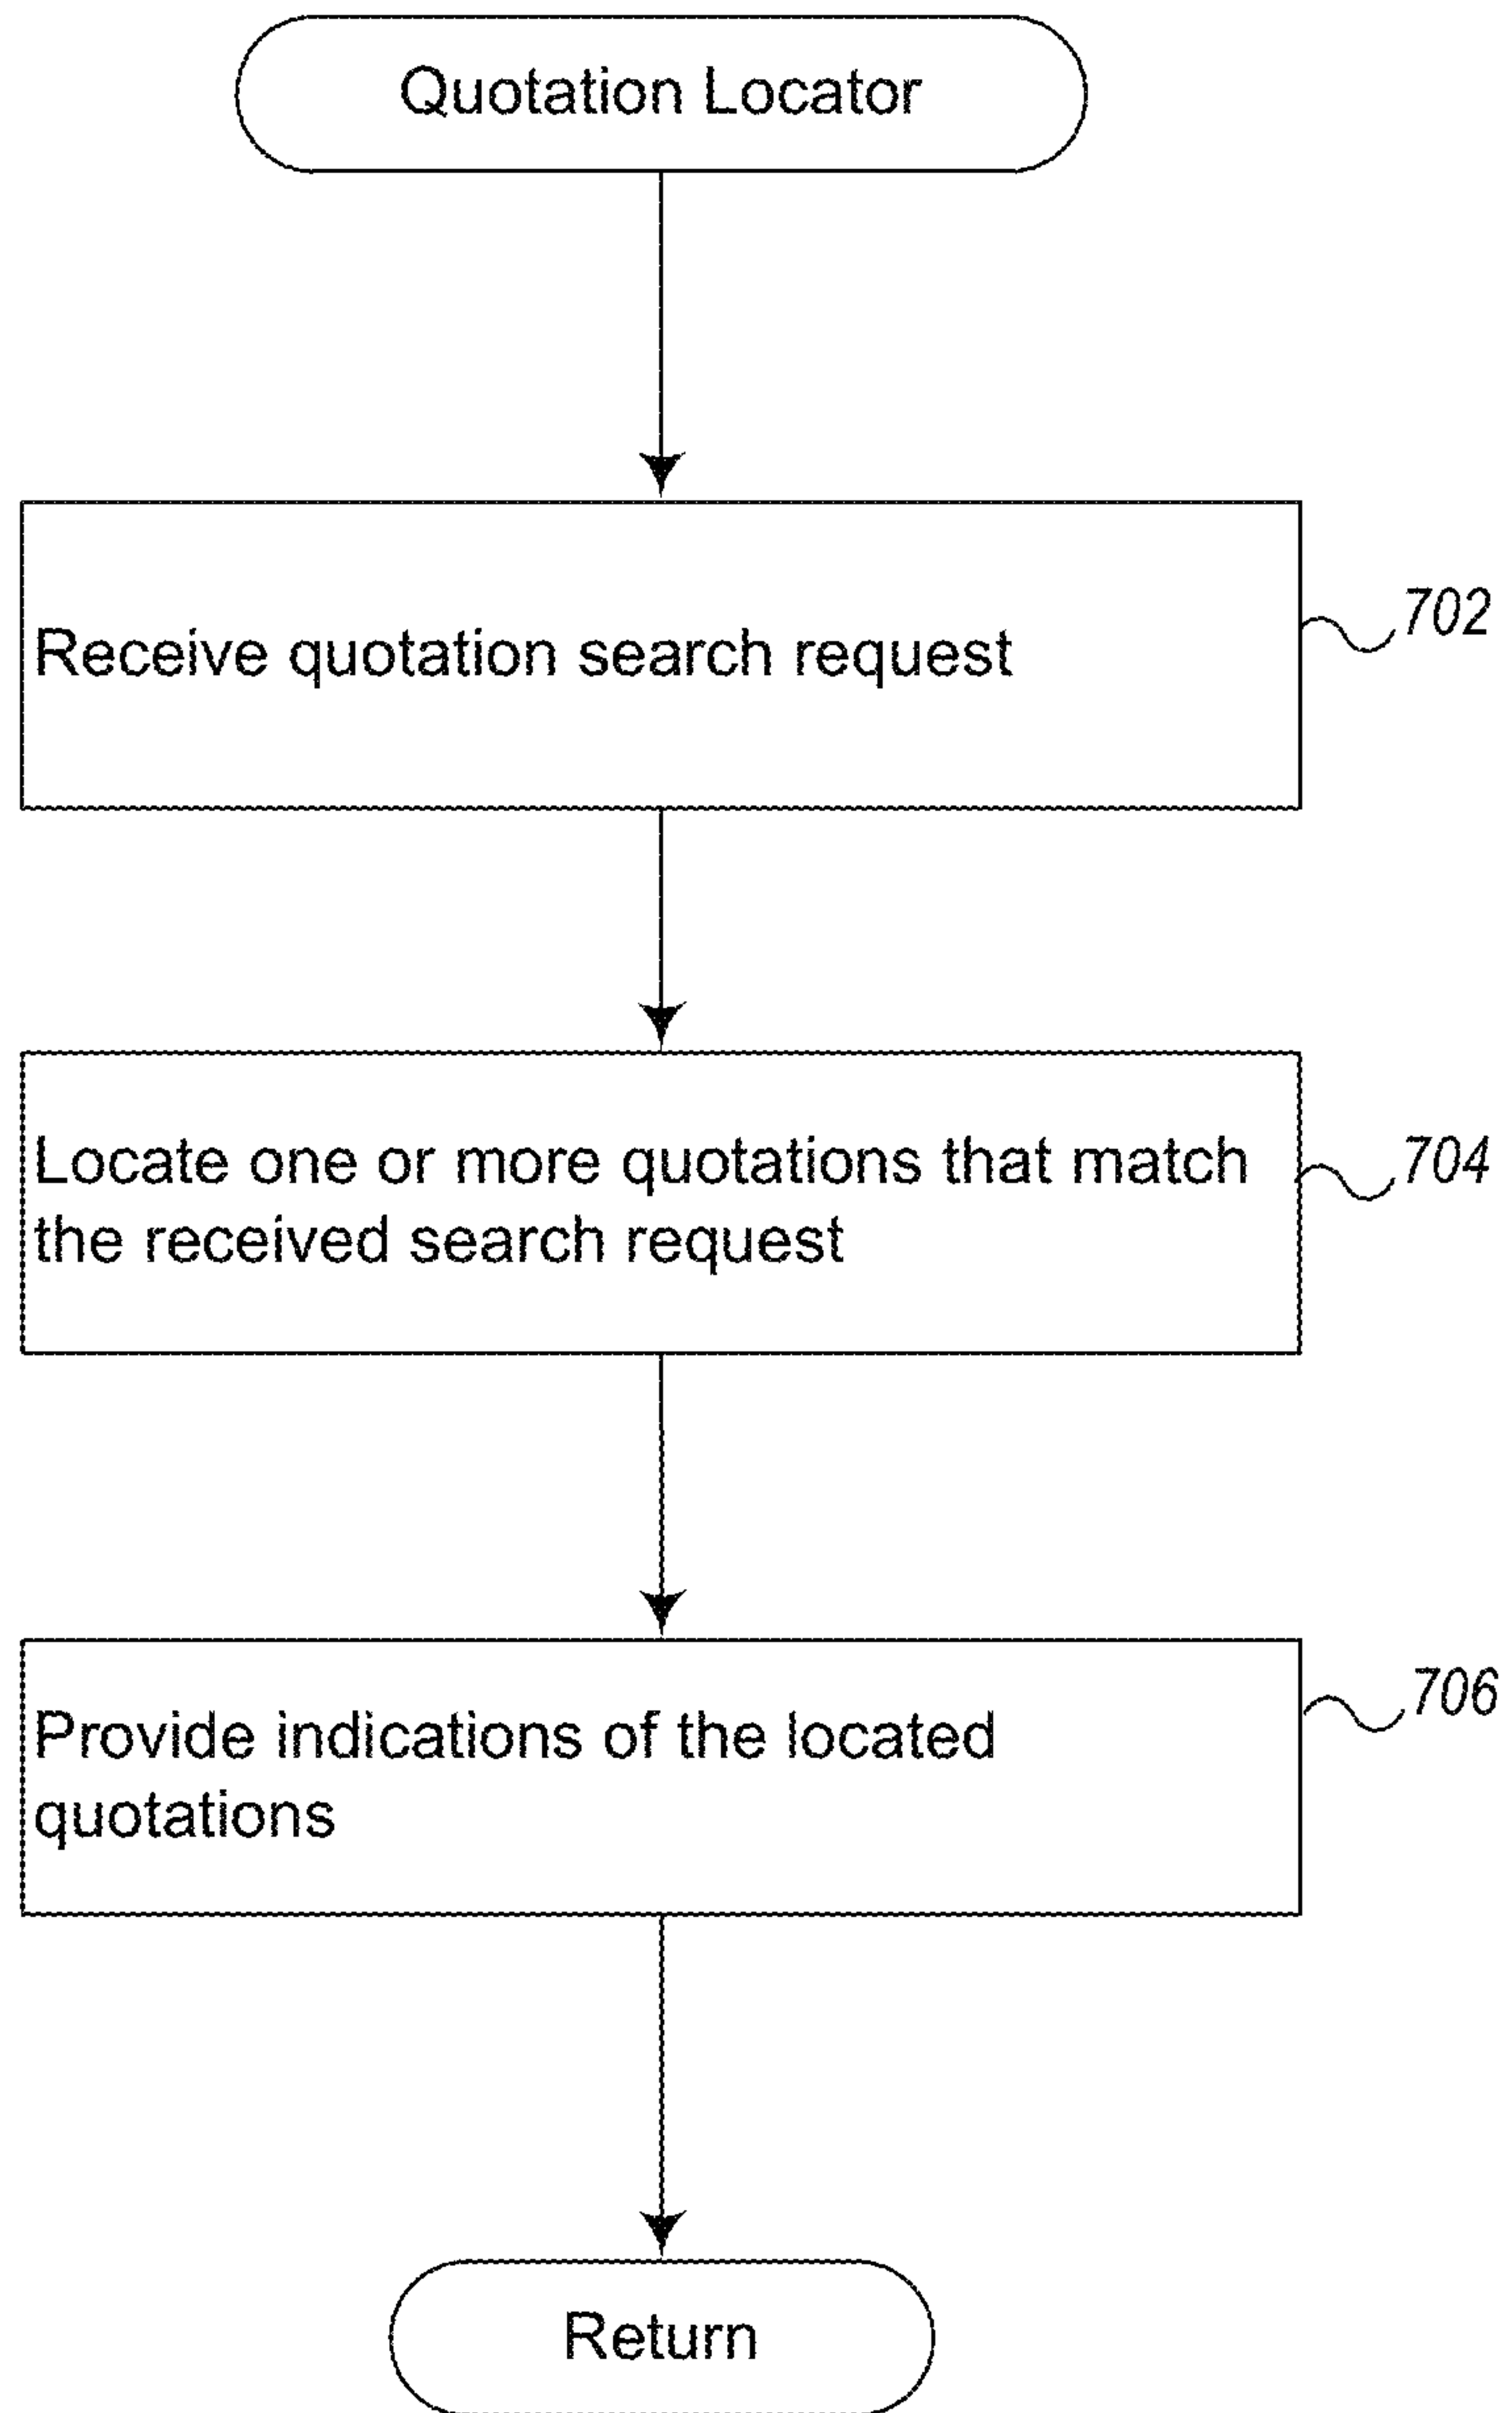 Quotation Locator
Receive quotation search request
702
Locate one or more quotations that match
the received search request
704
Provide indications of the located
quotations
706
Return